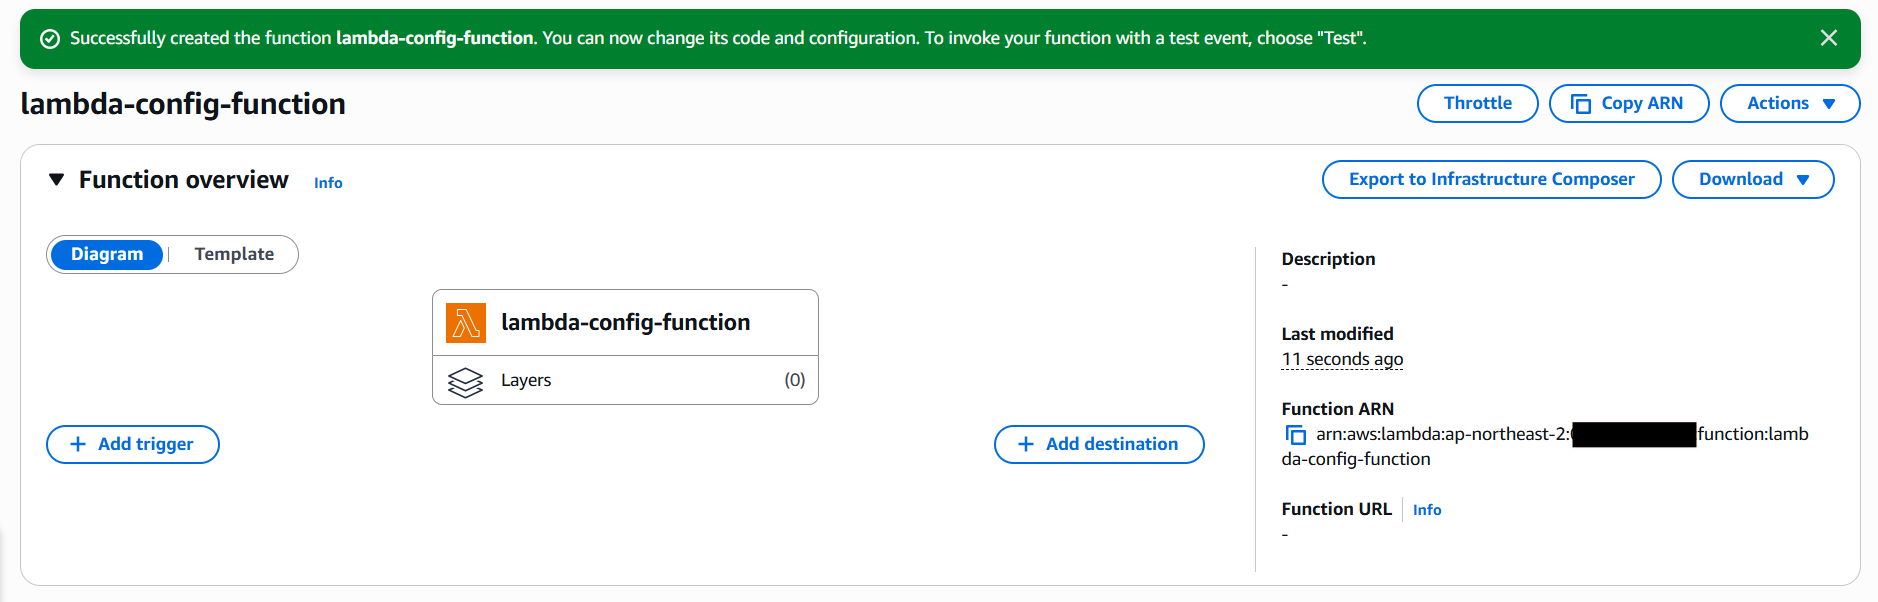 Successfully created the function lambda-config-function. You can now change its code and configuration. To invoke your function with a test event, choose "Test".
lambda-config-function
Throttle
Copy ARN
Actions
Function overview
Info
Export to Infrastructure Composer
Download
Diagram
Template
lambda-config-function
Layers
(0)
Add trigger
Add destination
Description
-
Last modified
11 seconds ago
Function ARN
arn:aws:lambda:ap-northeast-2: function:lamb
da-config-function
Function URL
Info
-